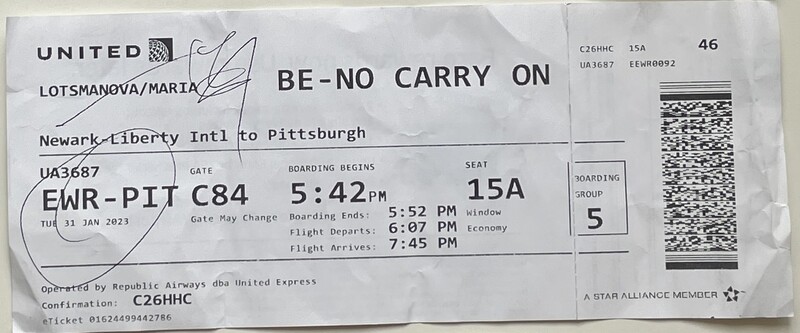 UNITED
LOTSMANOVA/MARIA
BE-NO CARRY ON
Newark-Liberty Intl to Pittsburgh
UA3687
EWR-PIT
TUE 31 JAN 2023
GATE
C84
Gate May Change
BOARDING BEGINS
5:42PM
Boarding Ends: 5:52 PM
Flight Departs: 6:07 PM
Flight Arrives: 7:45 PM
SEAT
15A
Window
Economy
Operated by Republic Airways dba United Express
Confirmation: C26HHC
eTicket 01624499442786
C26HHC 15A 46
UA3687 EEWR0092
BOARDING
GROUP
5
A STAR ALLIANCE MEMBER